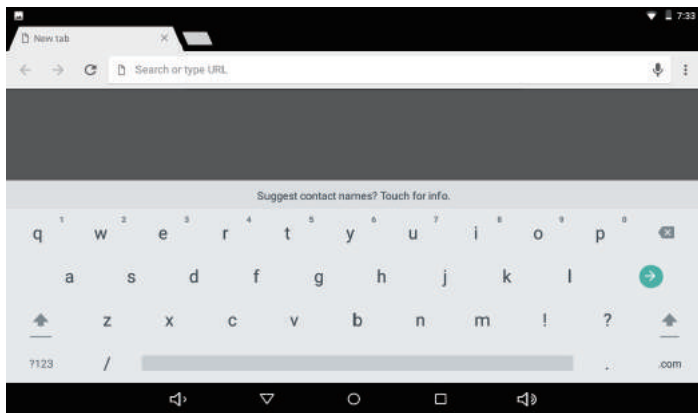 7:33
New tab
Search or type URL
Suggest contact names? Touch for info.
1 2 3 4 5 6 7 8 9 0
q w e r t y u i o p
a s d f g h j k l
z x c v b n m ! ?
?123 / . .com